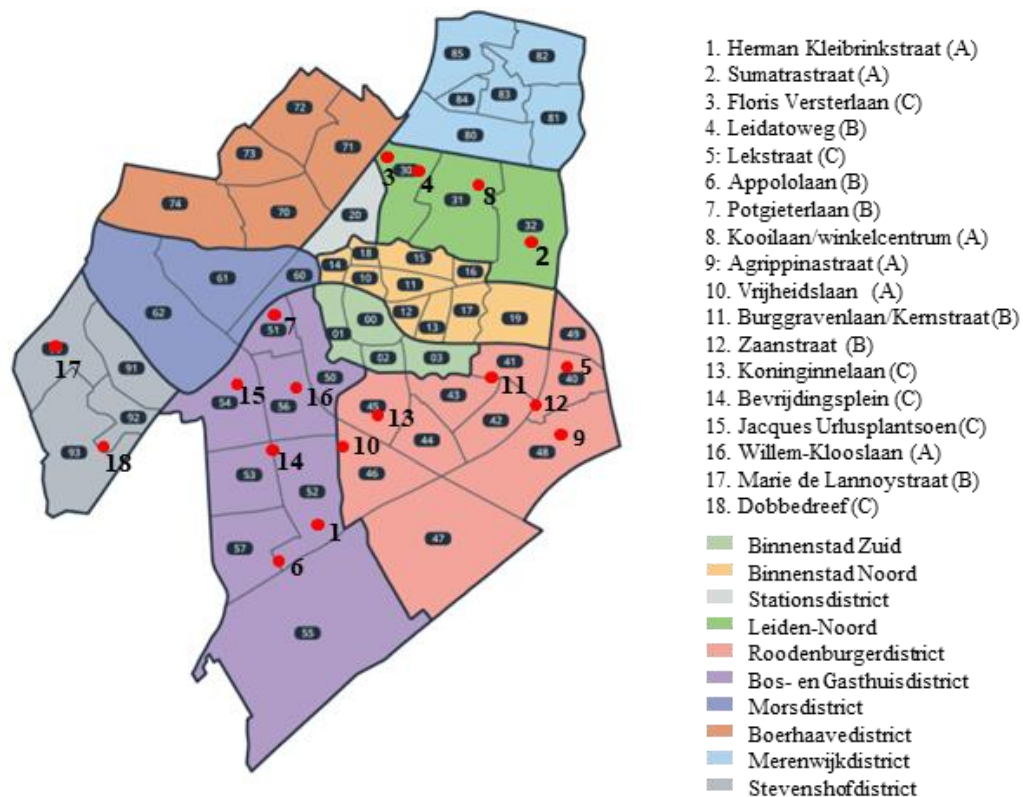 1. Herman Kleibrinkstraat (A)
2. Sumatrastraat (A)
3. Floris Versterlaan (C)
4. Leidatoweg (B)
5: Lekstraat (C)
6. Appololaan (B)
7. Potgieterlaan (B)
8. Kooilaan/winkelcentrum (A)
9: Agrippinastraat (A)
10. Vrijheidslaan (A)
11. Burggravenlaan/Kernstraat (B)
12. Zaanstraat (B)
13. Koninginnelaan (C)
14. Bevrijdingsplein (C)
15. Jacques Urlusplantsoen (C)
16. Willem-Klooslaan (A)
17. Marie de Lannoystraat (B)
18. Dobbedreef (C)
Binnenstad Zuid
Binnenstad Noord
Stationsdistrict
Leiden-Noord
Roodenburgerdistrict
Bos- en Gasthuisdistrict
Morsdistrict
Boerhaavedistrict
Merenwijkdistrict
Stevenshofdistrict
85
82
84
83
81
80
72
71
73
74
70
3
30
4
31
8
32
2
20
18
14
15
10
16
11
12
17
13
19
61
60
62
01
00
02
03
51
7
50
54
15
56
16
53
14
52
1
57
6
55
49
41
5
40
11
43
12
45
13
42
44
48
9
10
46
47
17
91
92
93
18